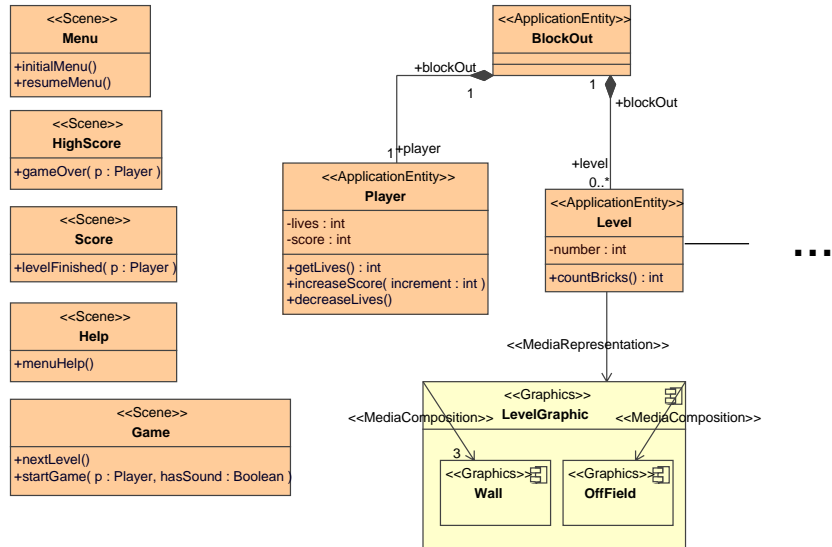 <<Scene>>
Menu
+initialMenu()
+resumeMenu()
<<Scene>>
HighScore
+gameOver( p : Player )
<<Scene>>
Score
+levelFinished( p : Player )
<<Scene>>
Help
+menuHelp()
<<Scene>>
Game
+nextLevel()
+startGame( p : Player, hasSound : Boolean )
<<ApplicationEntity>>
BlockOut
+blockOut
1
1
+blockOut
1
+player
+level
0..*
<<ApplicationEntity>>
Player
-lives : int
-score : int
+getLives() : int
+increaseScore( increment : int )
+decreaseLives()
<<ApplicationEntity>>
Level
-number : int
+countBricks() : int
...
<<MediaRepresentation>>
<<Graphics>>
LevelGraphic
<<MediaComposition>>
<<MediaComposition>>
3
<<Graphics>>
Wall
<<Graphics>>
OffField